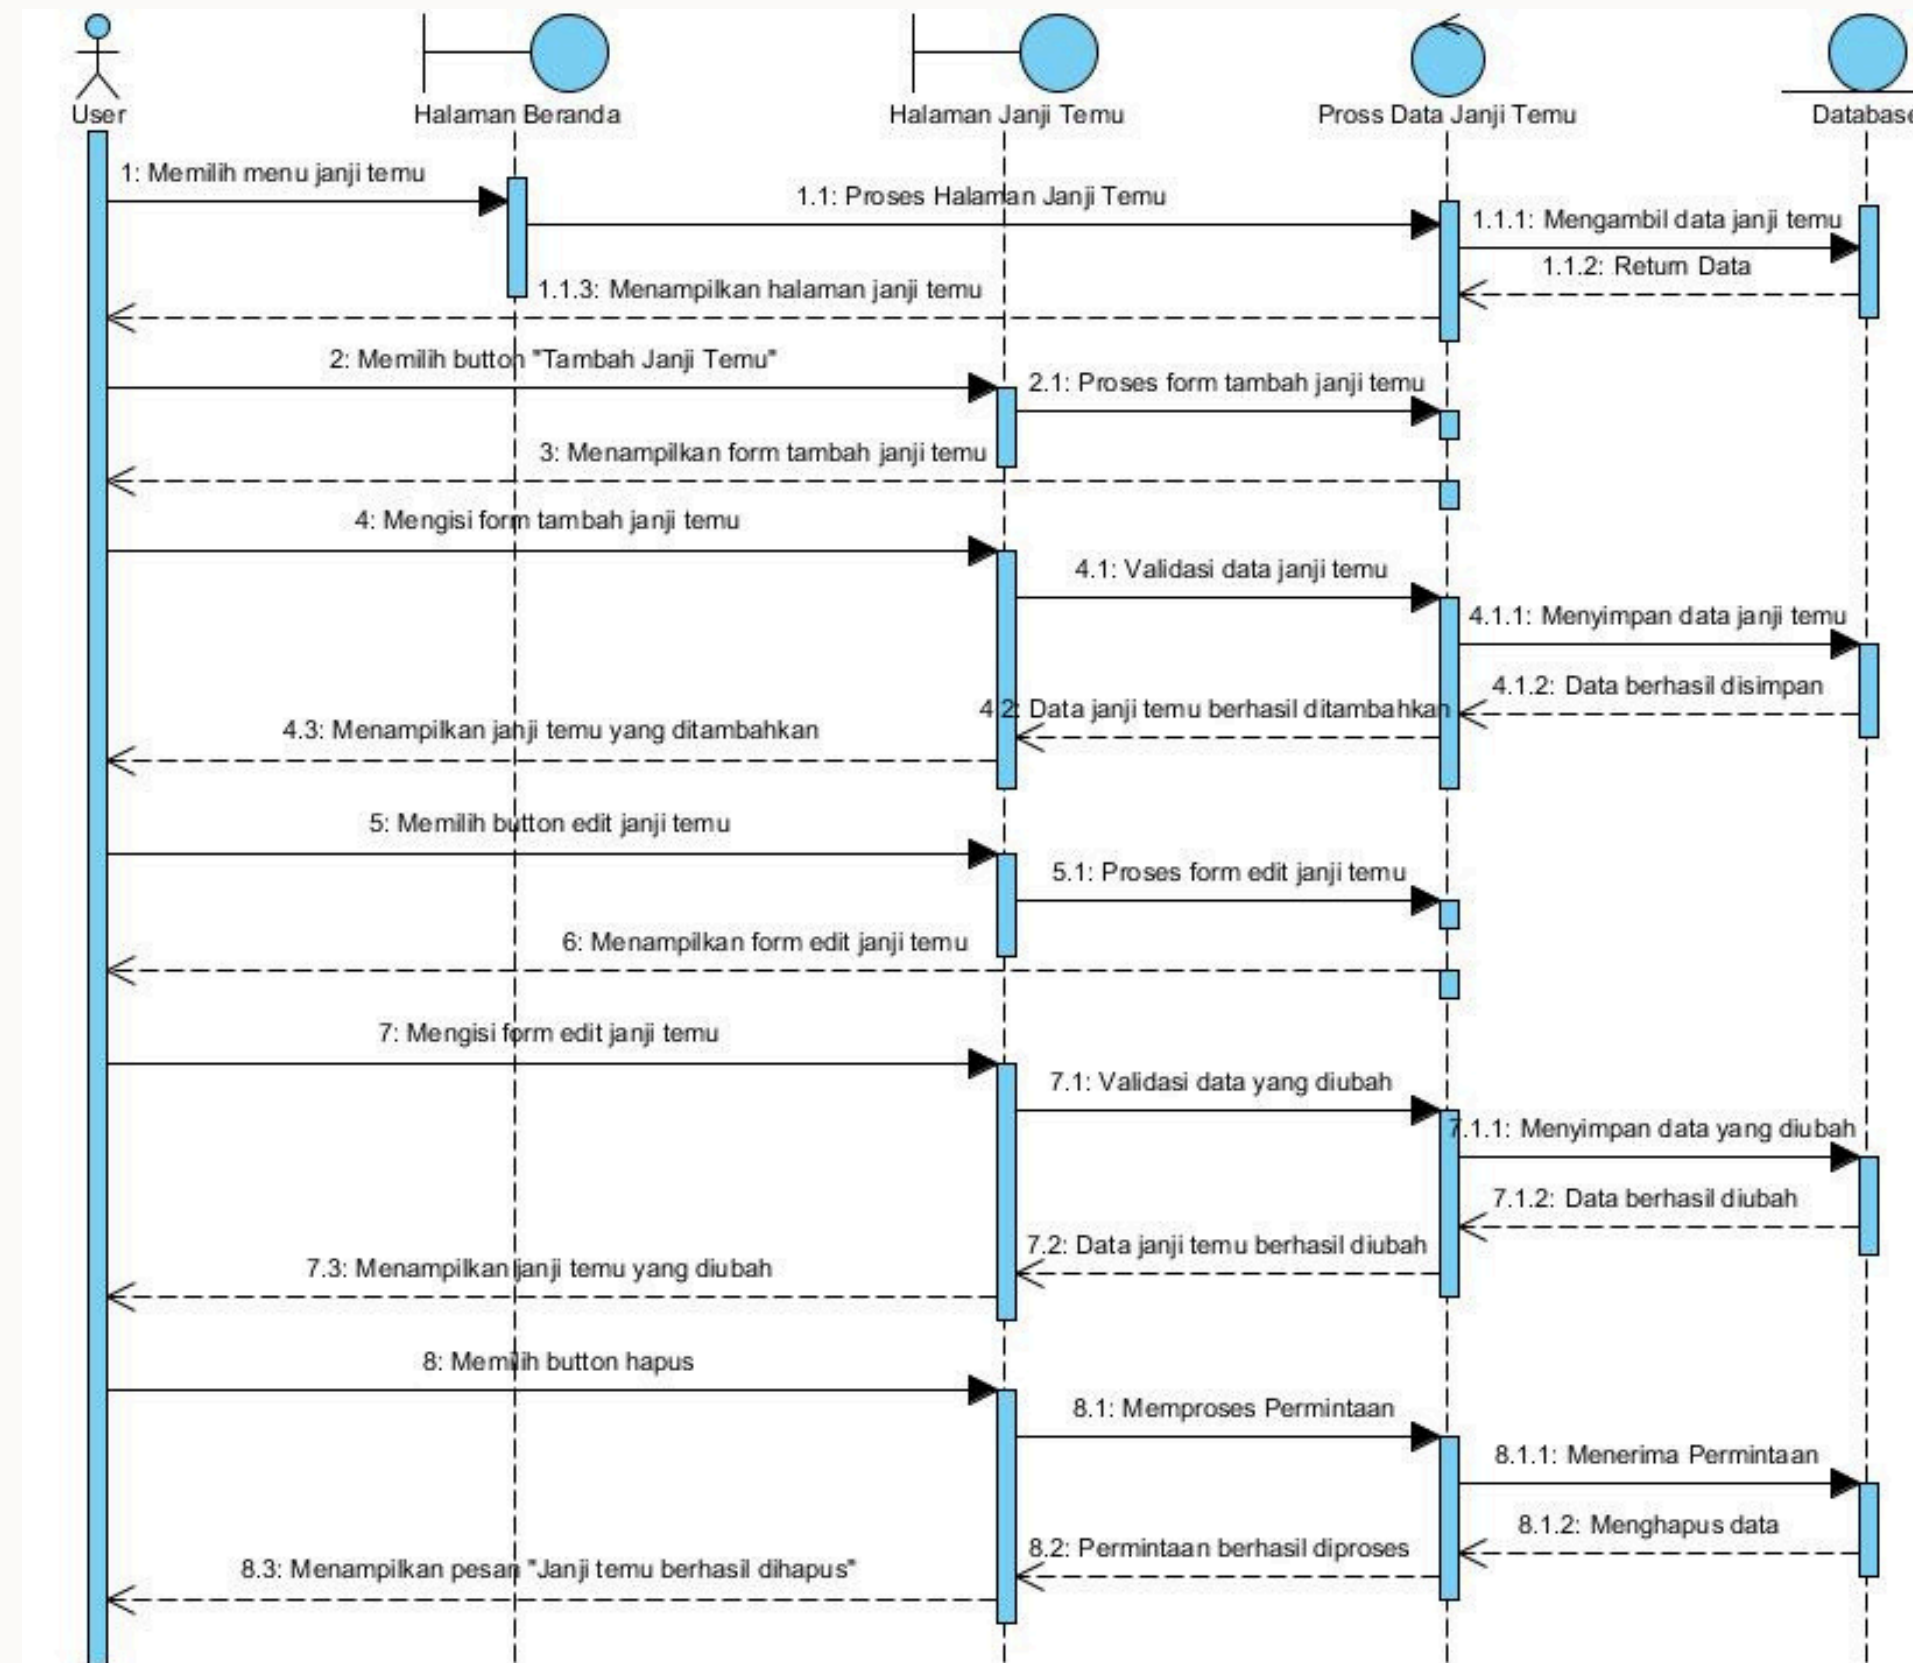 User
Halaman Beranda
Halaman Janji Temu
Pross Data Janji Temu
Database
1: Memilih menu janji temu
1.1: Proses Halaman Janji Temu
1.1.1: Mengambil data janji temu
1.1.2: Return Data
1.1.3: Menampilkan halaman janji temu
2: Memilih button "Tambah Janji Temu"
2.1: Proses form tambah janji temu
3: Menampilkan form tambah janji temu
4: Mengisi form tambah janji temu
4.1: Validasi data janji temu
4.1.1: Menyimpan data janji temu
4.1.2: Data berhasil disimpan
4.2: Data janji temu berhasil ditambahkan
4.3: Menampilkan janji temu yang ditambahkan
5: Memilih button edit janji temu
5.1: Proses form edit janji temu
6: Menampilkan form edit janji temu
7: Mengisi form edit janji temu
7.1: Validasi data yang diubah
7.1.1: Menyimpan data yang diubah
7.1.2: Data berhasil diubah
7.2: Data janji temu berhasil diubah
7.3: Menampilkan janji temu yang diubah
8: Memilih button hapus
8.1: Memproses Permintaan
8.1.1: Menerima Permintaan
8.1.2: Menghapus data
8.2: Permintaan berhasil diproses
8.3: Menampilkan pesan "Janji temu berhasil dihapus"